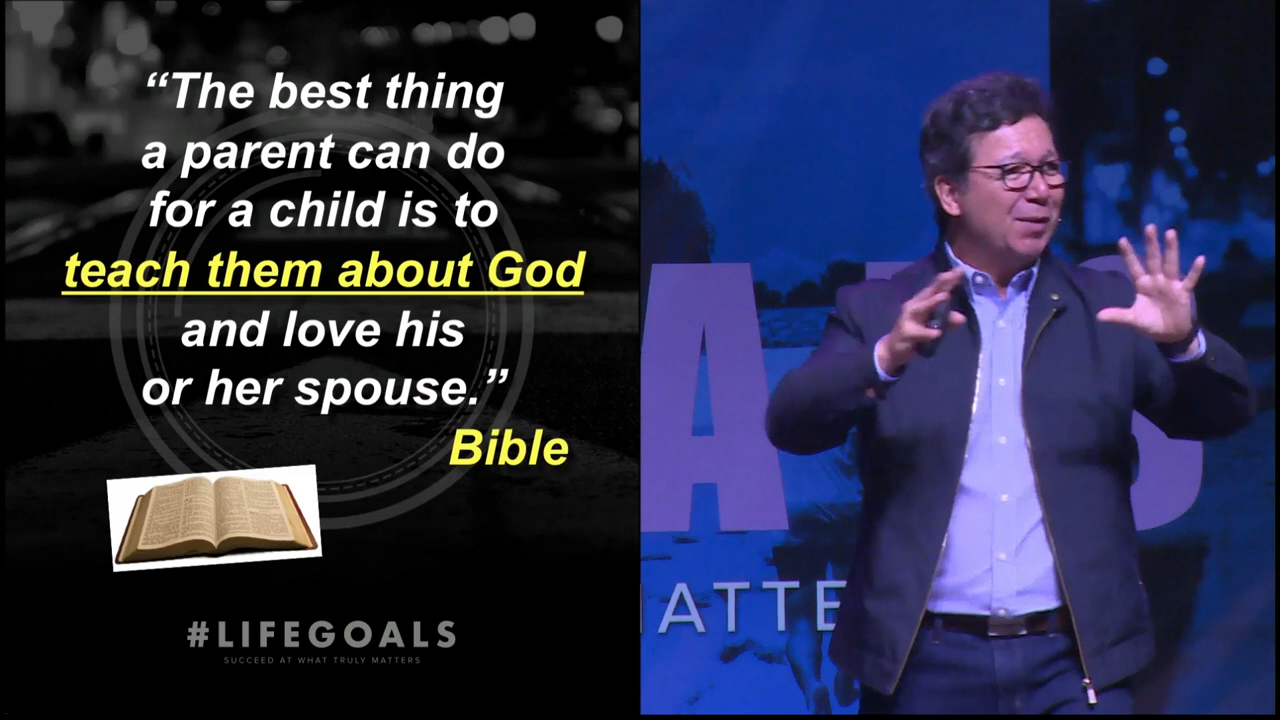 “The best thing
a parent can do
for a child is to
teach them about God
and love his
or her spouse.”
Bible
#LIFEGOALS
SUCCEED AT WHAT TRULY MATTERS